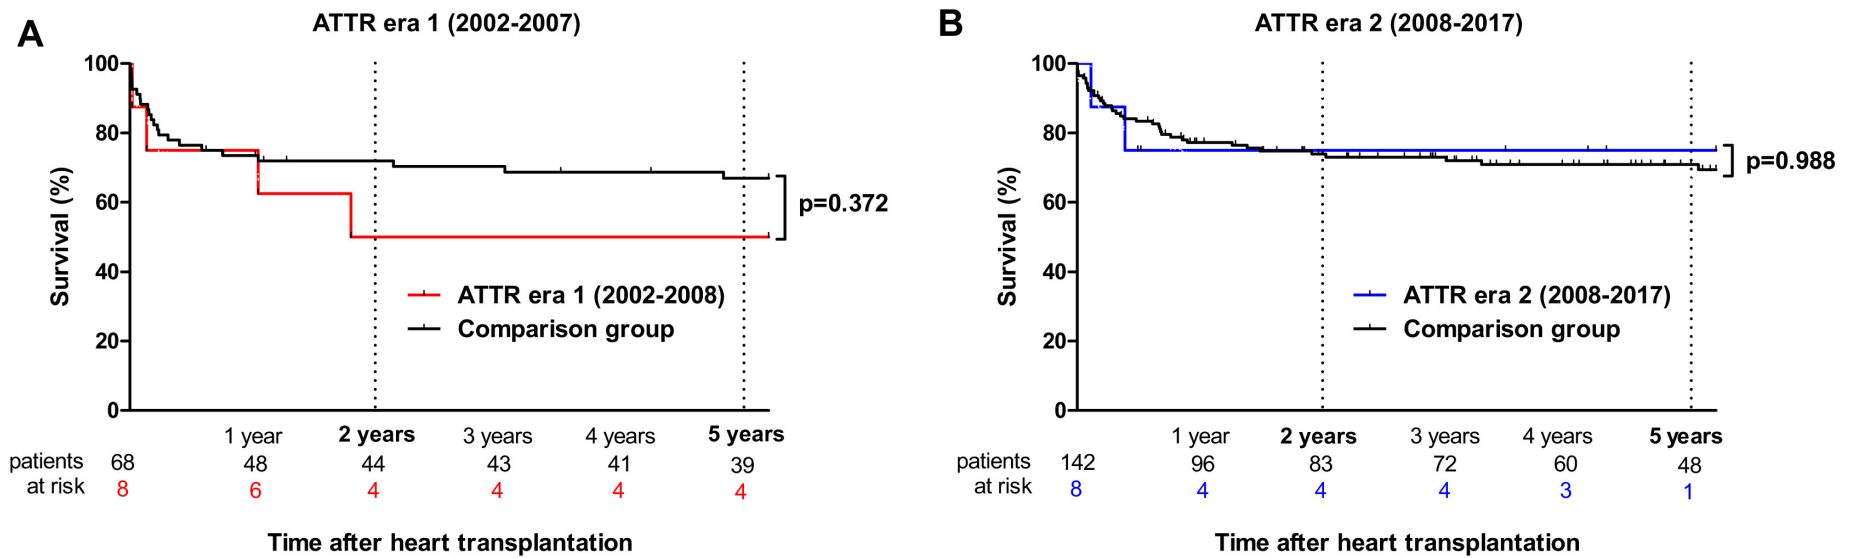 A
ATTR era 1 (2002-2007)
100
80
60
40
20
0
Survival (%)
p=0.372
ATTR era 1 (2002-2008)
Comparison group
1 year 2 years 3 years 4 years 5 years
patients 68 48 44 43 41 39
at risk 8 6 4 4 4 4
Time after heart transplantation
B
ATTR era 2 (2008-2017)
100
80
60
40
20
0
Survival (%)
p=0.988
ATTR era 2 (2008-2017)
Comparison group
1 year 2 years 3 years 4 years 5 years
patients 142 96 83 72 60 48
at risk 8 4 4 4 3 1
Time after heart transplantation